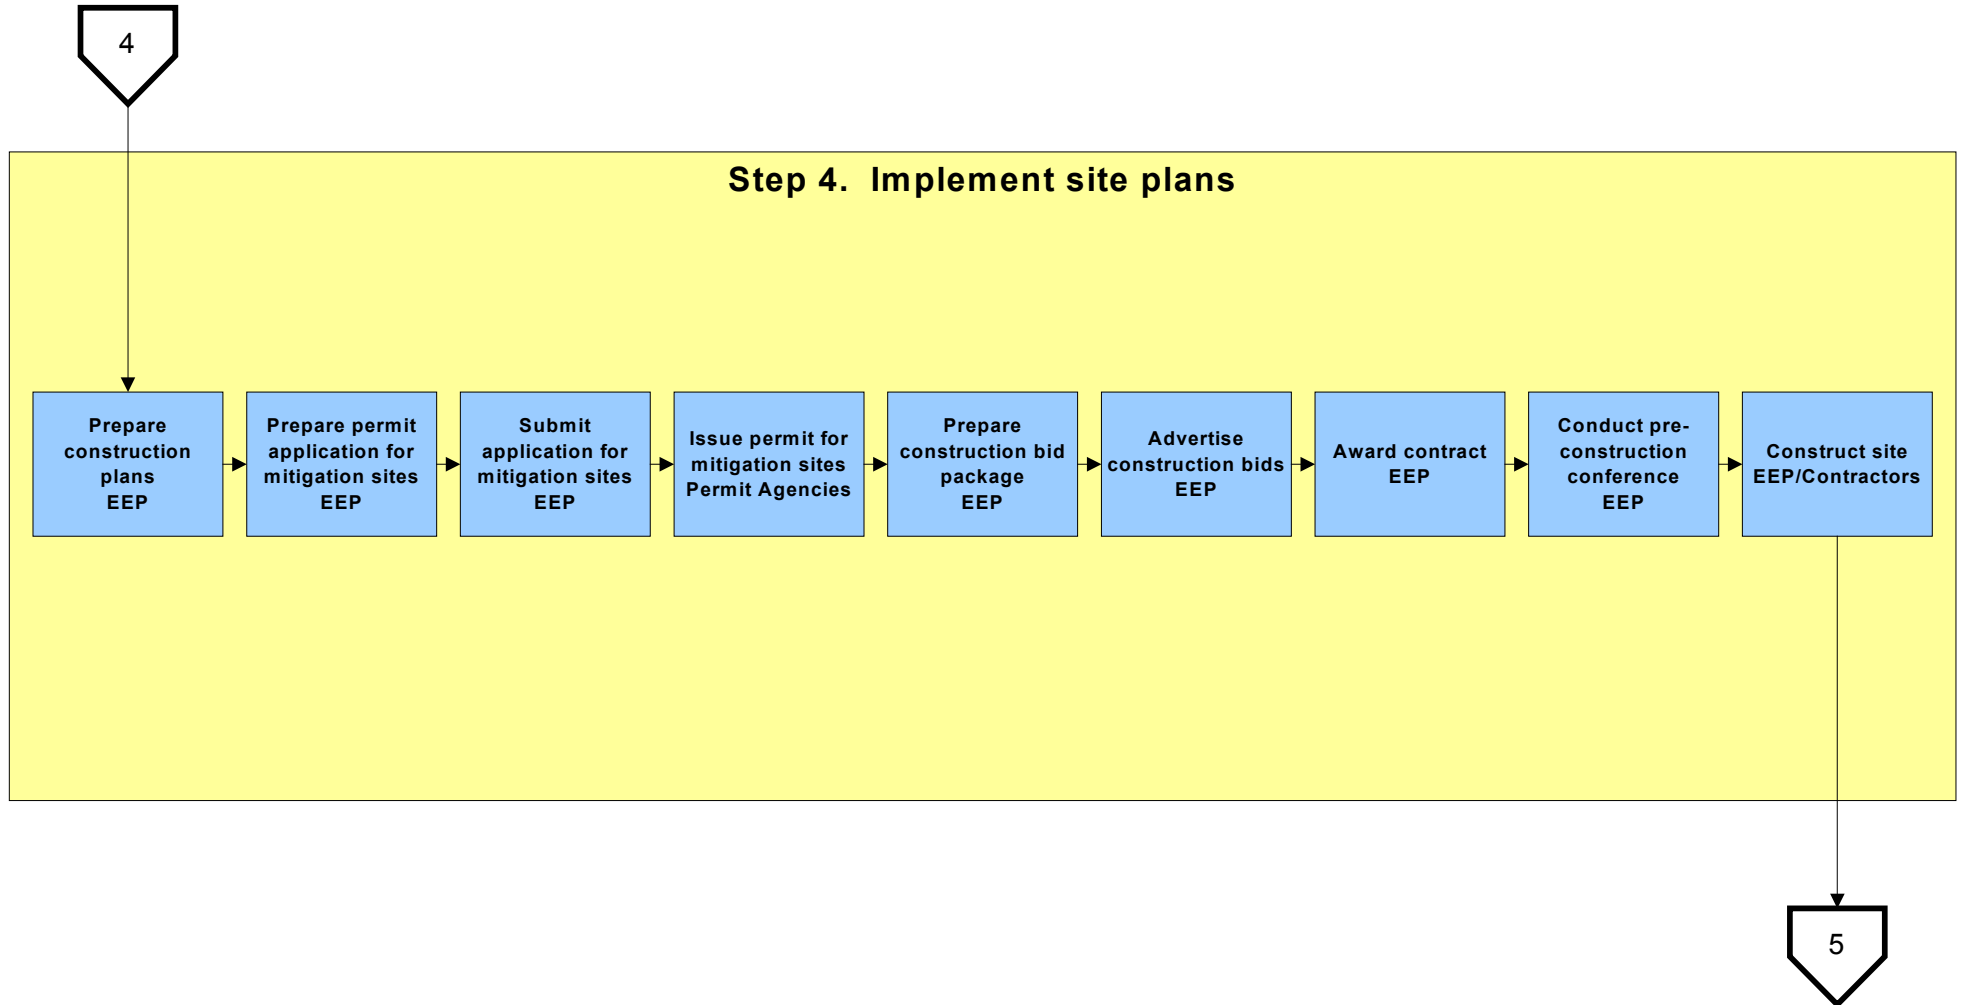 4
Step 4.  Implement site plans
Prepare
construction
plans
EEP
Prepare permit
application for
mitigation sites
EEP
Submit
application for
mitigation sites
EEP
Issue permit for
mitigation sites
Permit Agencies
Prepare
construction bid
package
EEP
Advertise
construction bids
EEP
Award contract
EEP
Conduct pre-
construction
conference
EEP
Construct site
EEP/Contractors
5